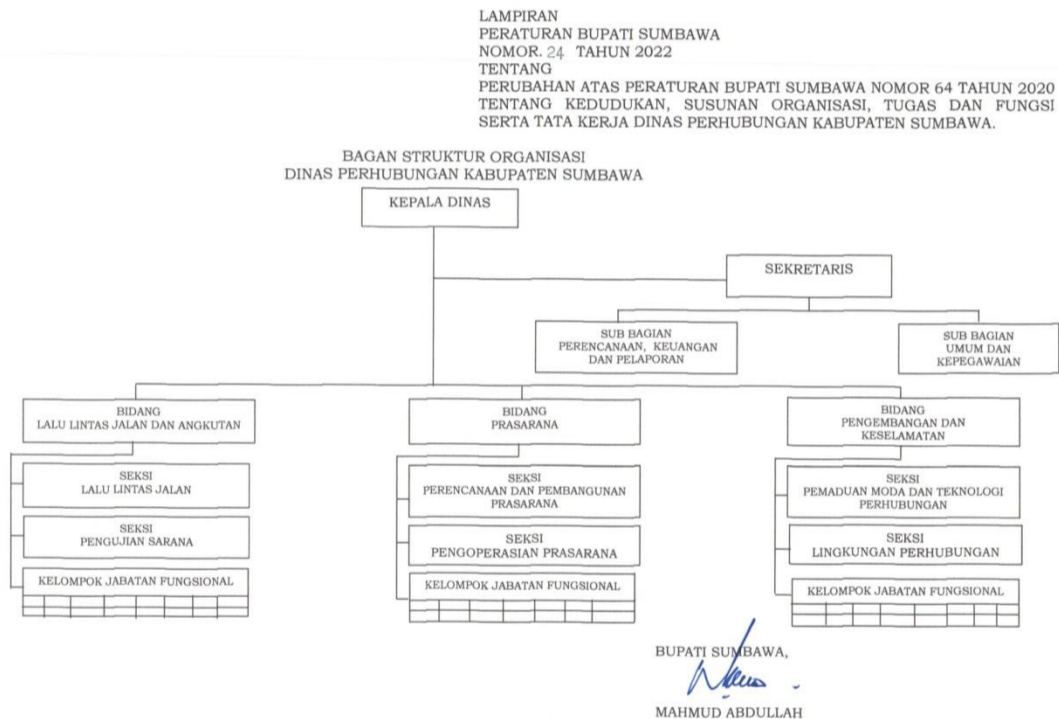 LAMPIRAN
PERATURAN BUPATI SUMBAWA
NOMOR. 24 TAHUN 2022
TENTANG
PERUBAHAN ATAS PERATURAN BUPATI SUMBAWA NOMOR 64 TAHUN 2020
TENTANG KEDUDUKAN, SUSUNAN ORGANISASI, TUGAS DAN FUNGSI
SERTA TATA KERJA DINAS PERHUBUNGAN KABUPATEN SUMBAWA.
BAGAN STRUKTUR ORGANISASI
DINAS PERHUBUNGAN KABUPATEN SUMBAWA
KEPALA DINAS
SEKRETARIS
SUB BAGIAN
PERENCANAAN, KEUANGAN
DAN PELAPORAN
SUB BAGIAN
UMUM DAN
KEPEGAWAIAN
BIDANG
LALU LINTAS JALAN DAN ANGKUTAN
SEKSI
LALU LINTAS JALAN
SEKSI
PENGUJIAN SARANA
KELOMPOK JABATAN FUNGSIONAL
BIDANG
PRASARANA
SEKSI
PERENCANAAN DAN PEMBANGUNAN
PRASARANA
SEKSI
PENGOPERASIAN PRASARANA
KELOMPOK JABATAN FUNGSIONAL
BIDANG
PENGEMBANGAN DAN
KESELAMATAN
SEKSI
PEMADUAN MODA DAN TEKNOLOGI
PERHUBUNGAN
SEKSI
LINGKUNGAN PERHUBUNGAN
KELOMPOK JABATAN FUNGSIONAL
BUPATI SUMBAWA,
MAHMUD ABDULLAH